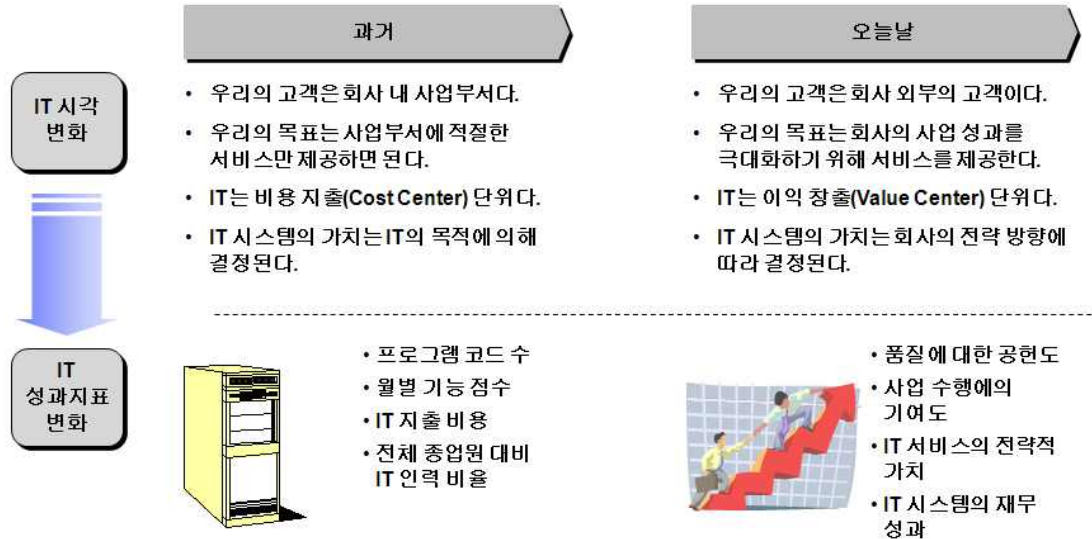 과거
오늘날
IT 시각
변화
• 우리의 고객은 회사 내 사업부서다.
• 우리의 목표는 사업부서에 적절한
서비스만 제공하면 된다.
• IT는 비용 지출(Cost Center) 단위다.
• IT 시스템의 가치는 IT의 목적에 의해
결정된다.
• 우리의 고객은 회사 외부의 고객이다.
• 우리의 목표는 회사의 사업 성과를
극대화하기 위해 서비스를 제공한다.
• IT는 이익 창출(Value Center) 단위다.
• IT 시스템의 가치는 회사의 전략 방향에
따라 결정된다.
IT
성과지표
변화
• 프로그램 코드 수
• 월별 기능 점수
• IT 지출 비용
• 전체 종업원 대비
IT 인력 비율
• 품질에 대한 공헌도
• 사업 수행에의
기여도
• IT 서비스의 전략적
가치
• IT 시스템의 재무
성과